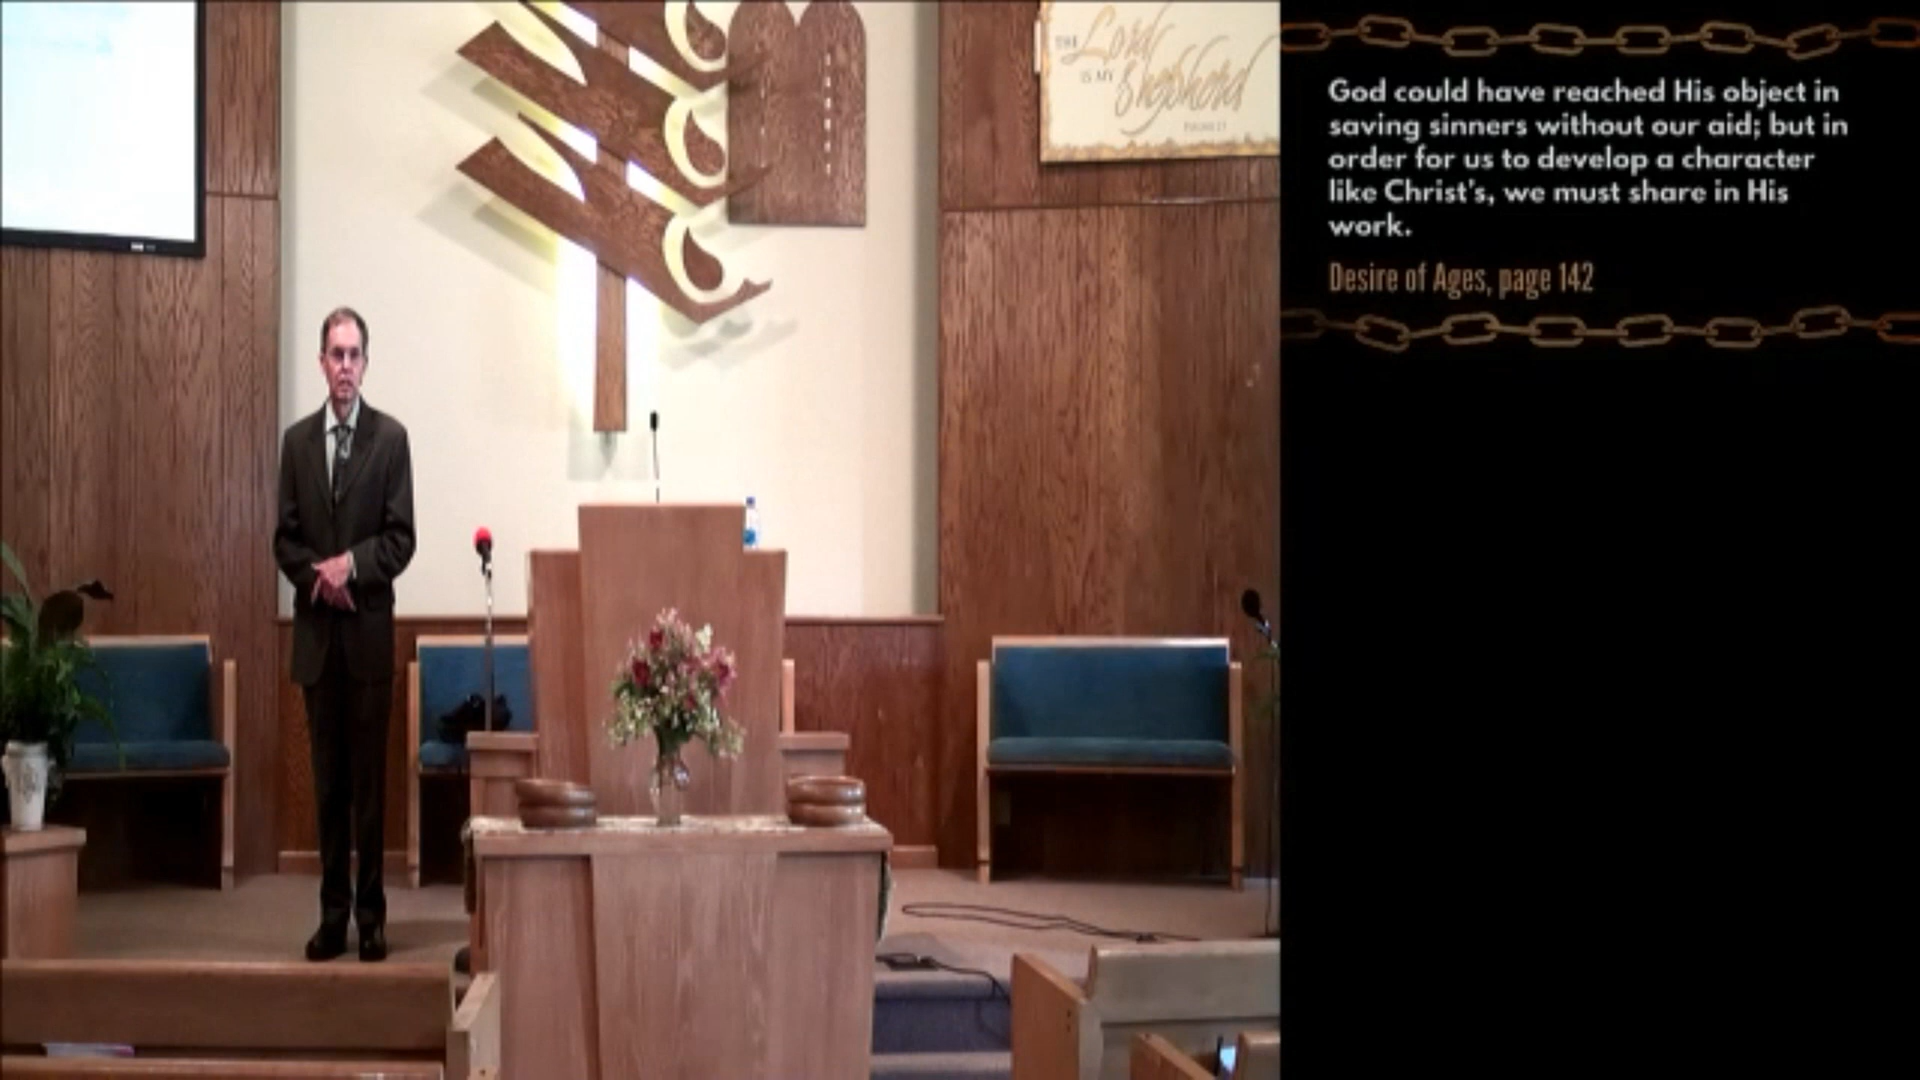 THE Lord
IS MY Shepherd
God could have reached His object in
saving sinners without our aid; but in
order for us to develop a character
like Christ's, we must share in His
work.
Desire of Ages, page 142